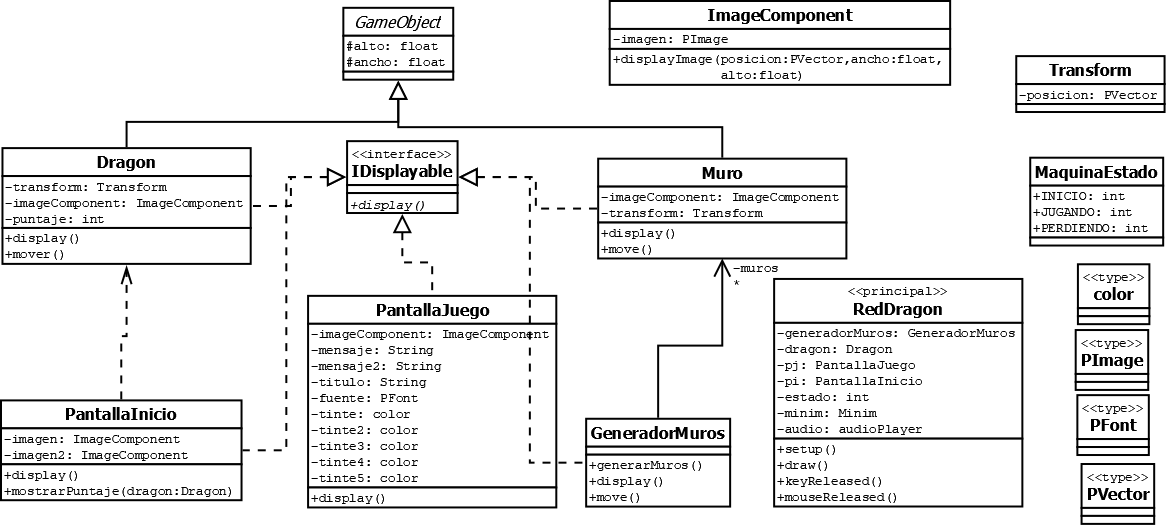 GameObject
#alto: float
#ancho: float
ImageComponent
-imagen: PImage
+displayImage(posicion:PVector,ancho:float,
alto:float)
Transform
-posicion: PVector
Dragon
-transform: Transform
-imageComponent: ImageComponent
-puntaje: int
+display()
+mover()
<<interface>>
IDisplayable
+display()
Muro
-imageComponent: ImageComponent
-transform: Transform
+display()
+move()
MaquinaEstado
+INICIO: int
+JUGANDO: int
+PERDIENDO: int
-muros
*
PantallaJuego
-imageComponent: ImageComponent
-mensaje: String
-mensaje2: String
-titulo: String
-fuente: PFont
-tinte: color
-tinte2: color
-tinte3: color
-tinte4: color
-tinte5: color
+display()
<<principal>>
RedDragon
-generadorMuros: GeneradorMuros
-dragon: Dragon
-pj: PantallaJuego
-pi: PantallaInicio
-estado: int
-minim: Minim
-audio: audioPlayer
+setup()
+draw()
+keyReleased()
+mouseReleased()
<<type>>
color
<<type>>
PImage
<<type>>
PFont
<<type>>
PVector
PantallaInicio
-imagen: ImageComponent
-imagen2: ImageComponent
+display()
+mostrarPuntaje(dragon:Dragon)
GeneradorMuros
+generarMuros()
+display()
+move()